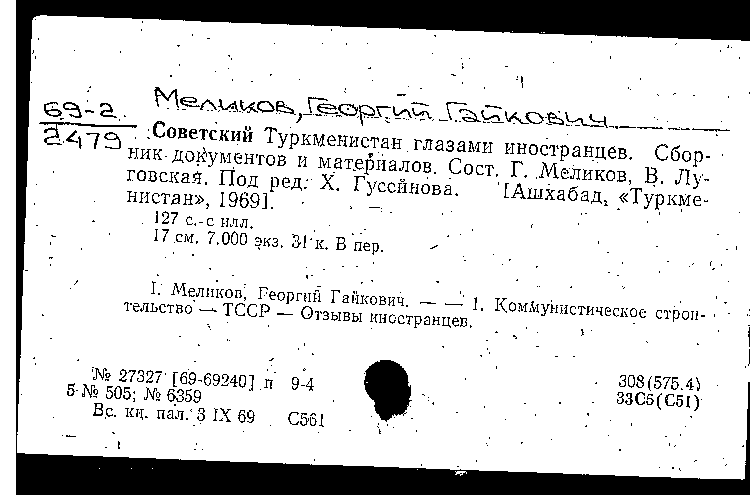 Меликов, Георгий Гайкович
69-2
2479
Советский Туркменистан глазами иностранцев. Сбор-
ник документов и материалов. Сост. Г. Меликов, В. Лу-
говская. Под ред. Х. Гуссейнова. [Ашхабад, «Туркме-
нистан», 1969].
127 с. с илл.
17 см. 7.000 экз. 31 к. В пер.
I. Меликов, Георгий Гайкович. — — 1. Коммунистическое строи-
тельство — ТССР — Отзывы иностранцев.
№ 27327 [69-69240] п 9-4
308(575.4)
5 № 505; № 6359
33С5(С51)
Вс. кн. пал. 3 IX 69 С561